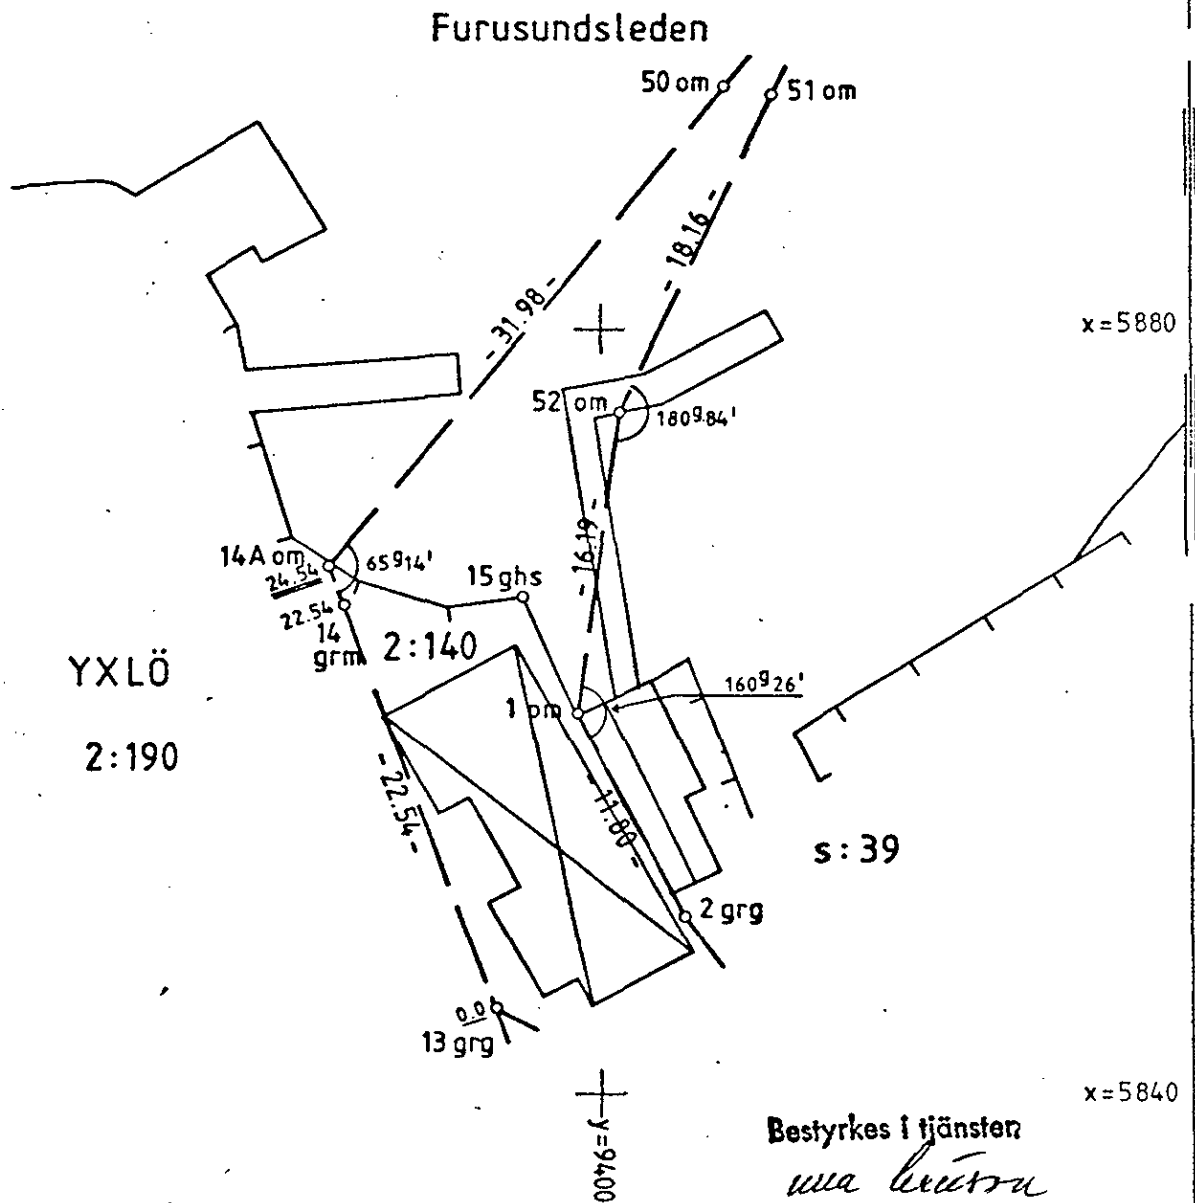 Furusundsleden
50 om
51 om
- 18.16 -
- 31.98 -
x=5880
52 om
180g.84'
- 16.19 -
14A om
65g14'
24.54
15 ghs
22.54
14
grm
2:140
YXLÖ
1 om
160g26'
2:190
- 22.54 -
- 11.80 -
s:39
2 grg
0.0
13 grg
x=5840
y=9400
Bestyrkes i tjänsten